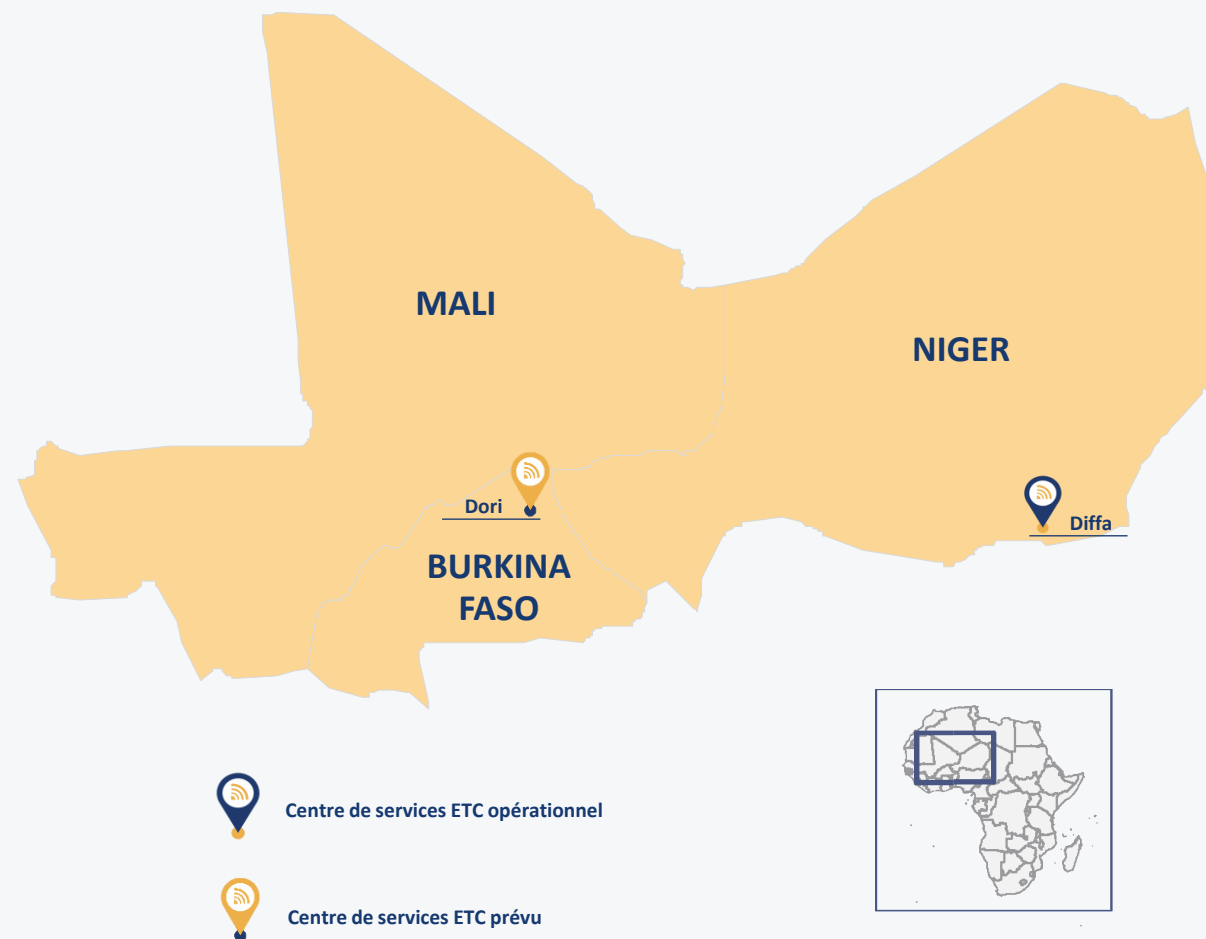 MALI
NIGER
Dori
Diffa
BURKINA
FASO
Centre de services ETC opérationnel
Centre de services ETC prévu